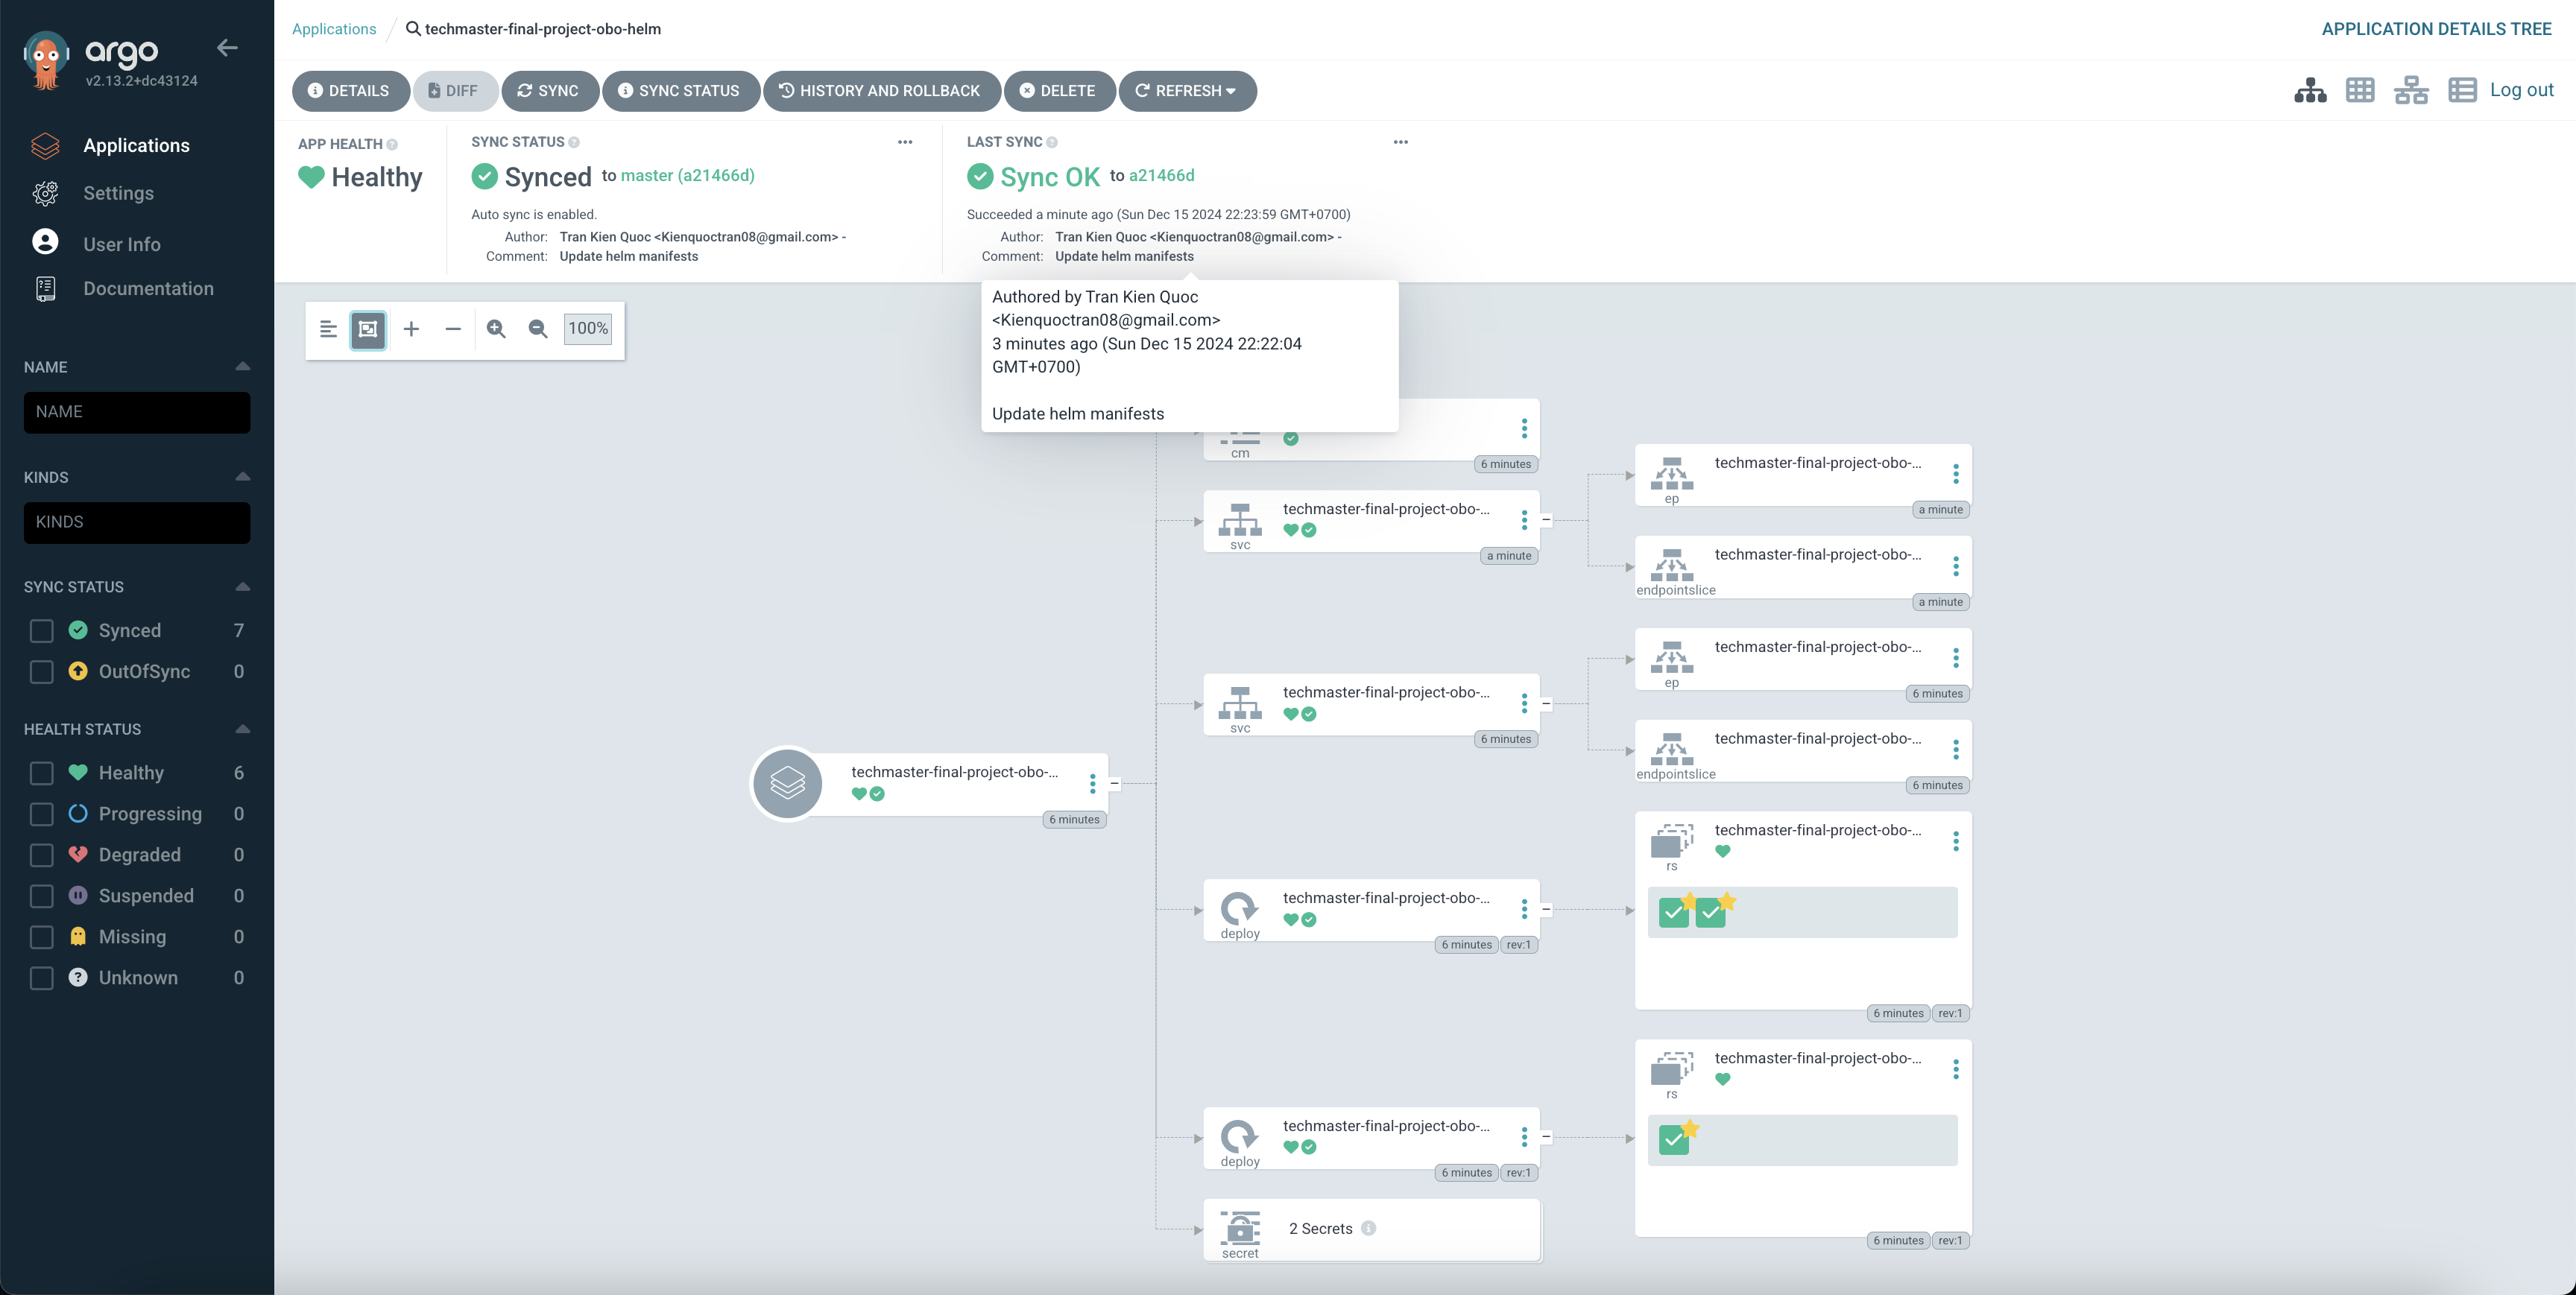 argo
v2.13.2+dc43124
Applications
Settings
User Info
Documentation
NAME
NAME
KINDS
KINDS
SYNC STATUS
Synced 7
OutOfSync 0
HEALTH STATUS
Healthy 6
Progressing 0
Degraded 0
Suspended 0
Missing 0
Unknown 0
Applications / techmaster-final-project-obo-helm
APPLICATION DETAILS TREE
DETAILS DIFF SYNC SYNC STATUS HISTORY AND ROLLBACK DELETE REFRESH
Log out
APP HEALTH
Healthy
SYNC STATUS
Synced to master (a21466d)
Auto sync is enabled.
Author: Tran Kien Quoc <Kienquoctran08@gmail.com> -
Comment: Update helm manifests
LAST SYNC
Sync OK to a21466d
Succeeded a minute ago (Sun Dec 15 2024 22:23:59 GMT+0700)
Author: Tran Kien Quoc <Kienquoctran08@gmail.com> -
Comment: Update helm manifests
Authored by Tran Kien Quoc
<Kienquoctran08@gmail.com>
3 minutes ago (Sun Dec 15 2024 22:22:04
GMT+0700)
Update helm manifests
100%
techmaster-final-project-obo-...
6 minutes
cm
6 minutes
techmaster-final-project-obo-...
svc
a minute
techmaster-final-project-obo-...
svc
6 minutes
techmaster-final-project-obo-...
deploy
6 minutes rev:1
techmaster-final-project-obo-...
deploy
6 minutes rev:1
2 Secrets
secret
techmaster-final-project-obo-...
ep
a minute
techmaster-final-project-obo-...
endpointslice
a minute
techmaster-final-project-obo-...
ep
6 minutes
techmaster-final-project-obo-...
endpointslice
6 minutes
techmaster-final-project-obo-...
rs
6 minutes rev:1
techmaster-final-project-obo-...
rs
6 minutes rev:1